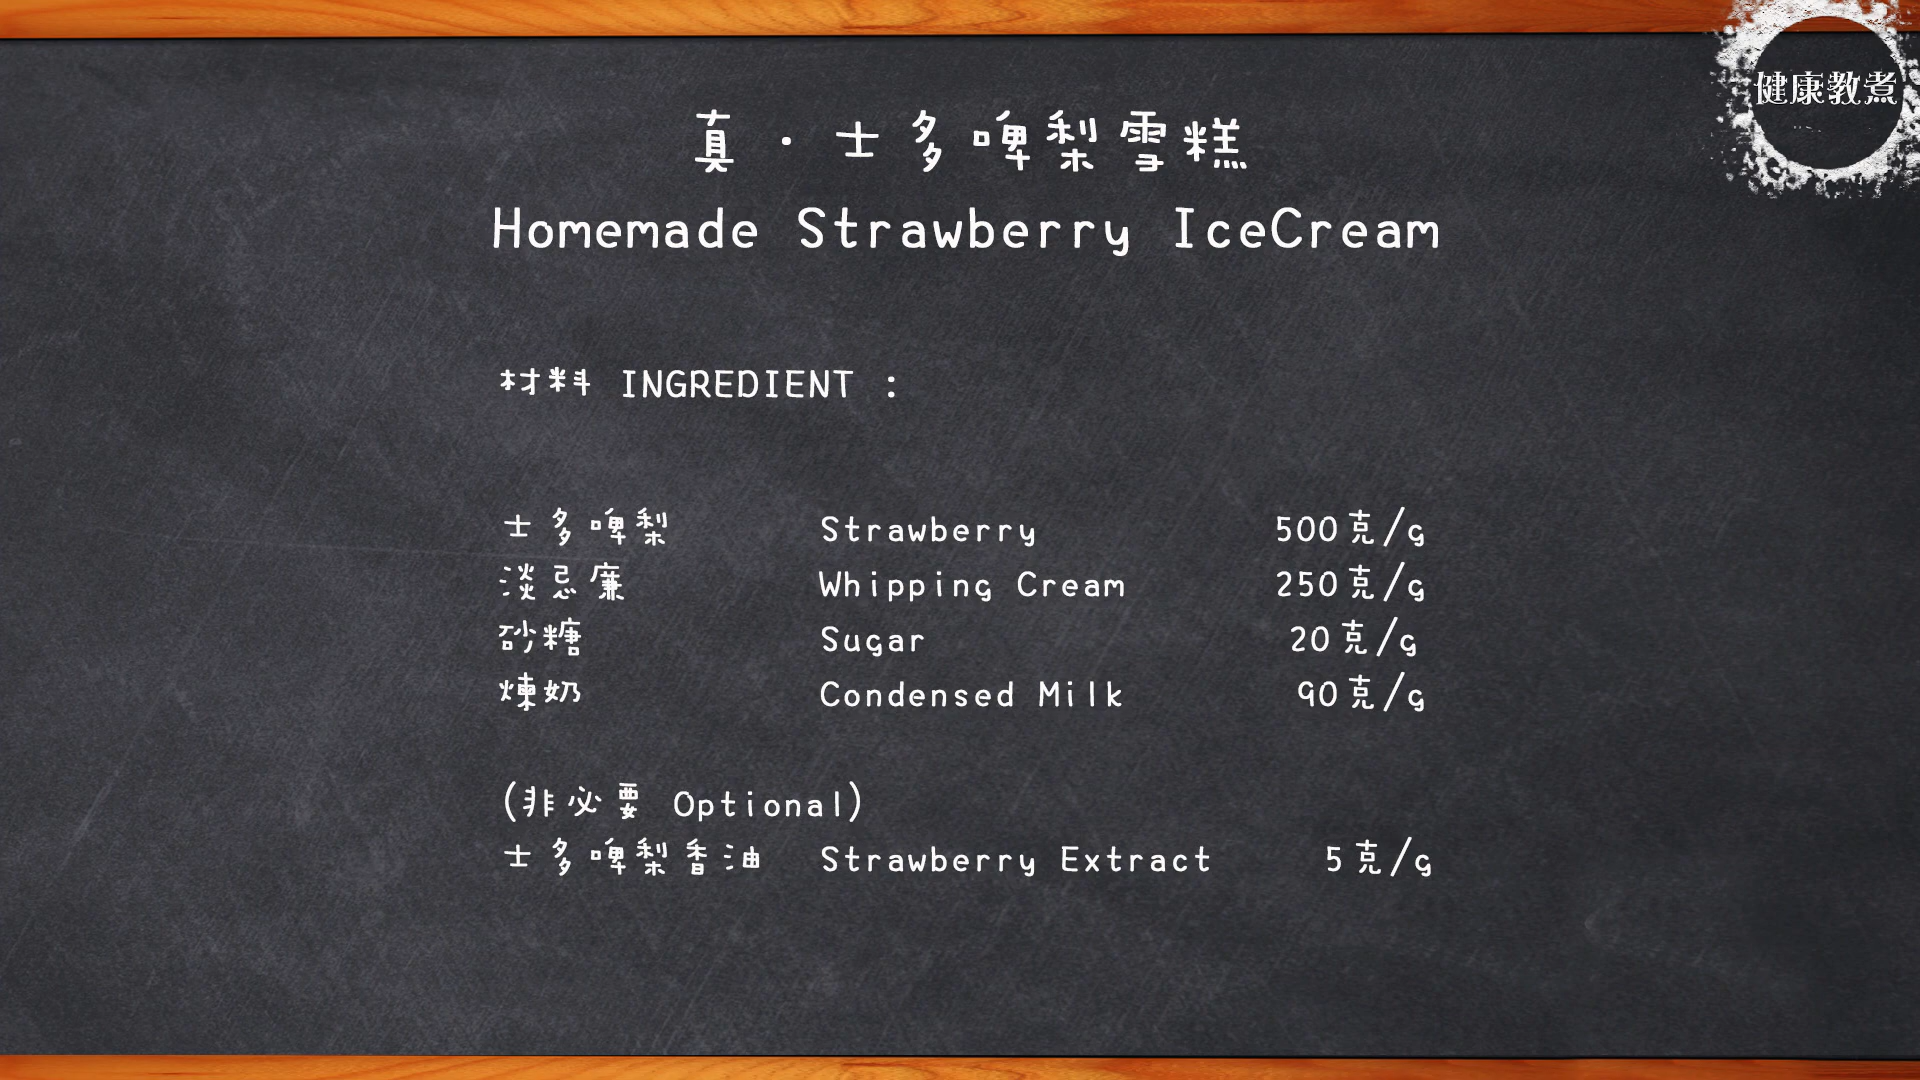 健康教煮
真·士多啤梨雪糕
Homemade Strawberry IceCream
材料 INGREDIENT :
士多啤梨 Strawberry 500克/g
淡忌廉 Whipping Cream 250克/g
砂糖 Sugar 20克/g
煉奶 Condensed Milk 90克/g
(非必要 Optional)
士多啤梨香油 Strawberry Extract 5克/g